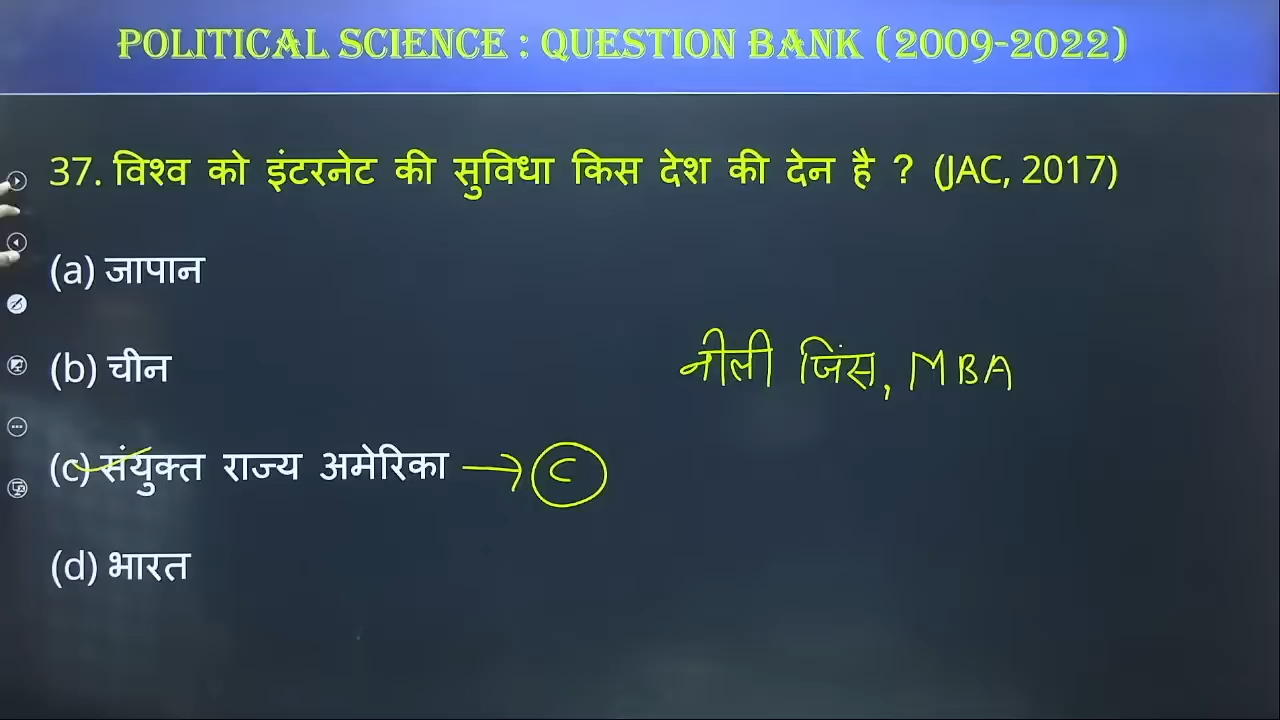 POLITICAL SCIENCE : QUESTION BANK (2009-2022)
37. विश्व को इंटरनेट की सुविधा किस देश की देन है ? (JAC, 2017)
(a) जापान
(b) चीन
नीली जिंस, MBA
(c) संयुक्त राज्य अमेरिका → C
(d) भारत